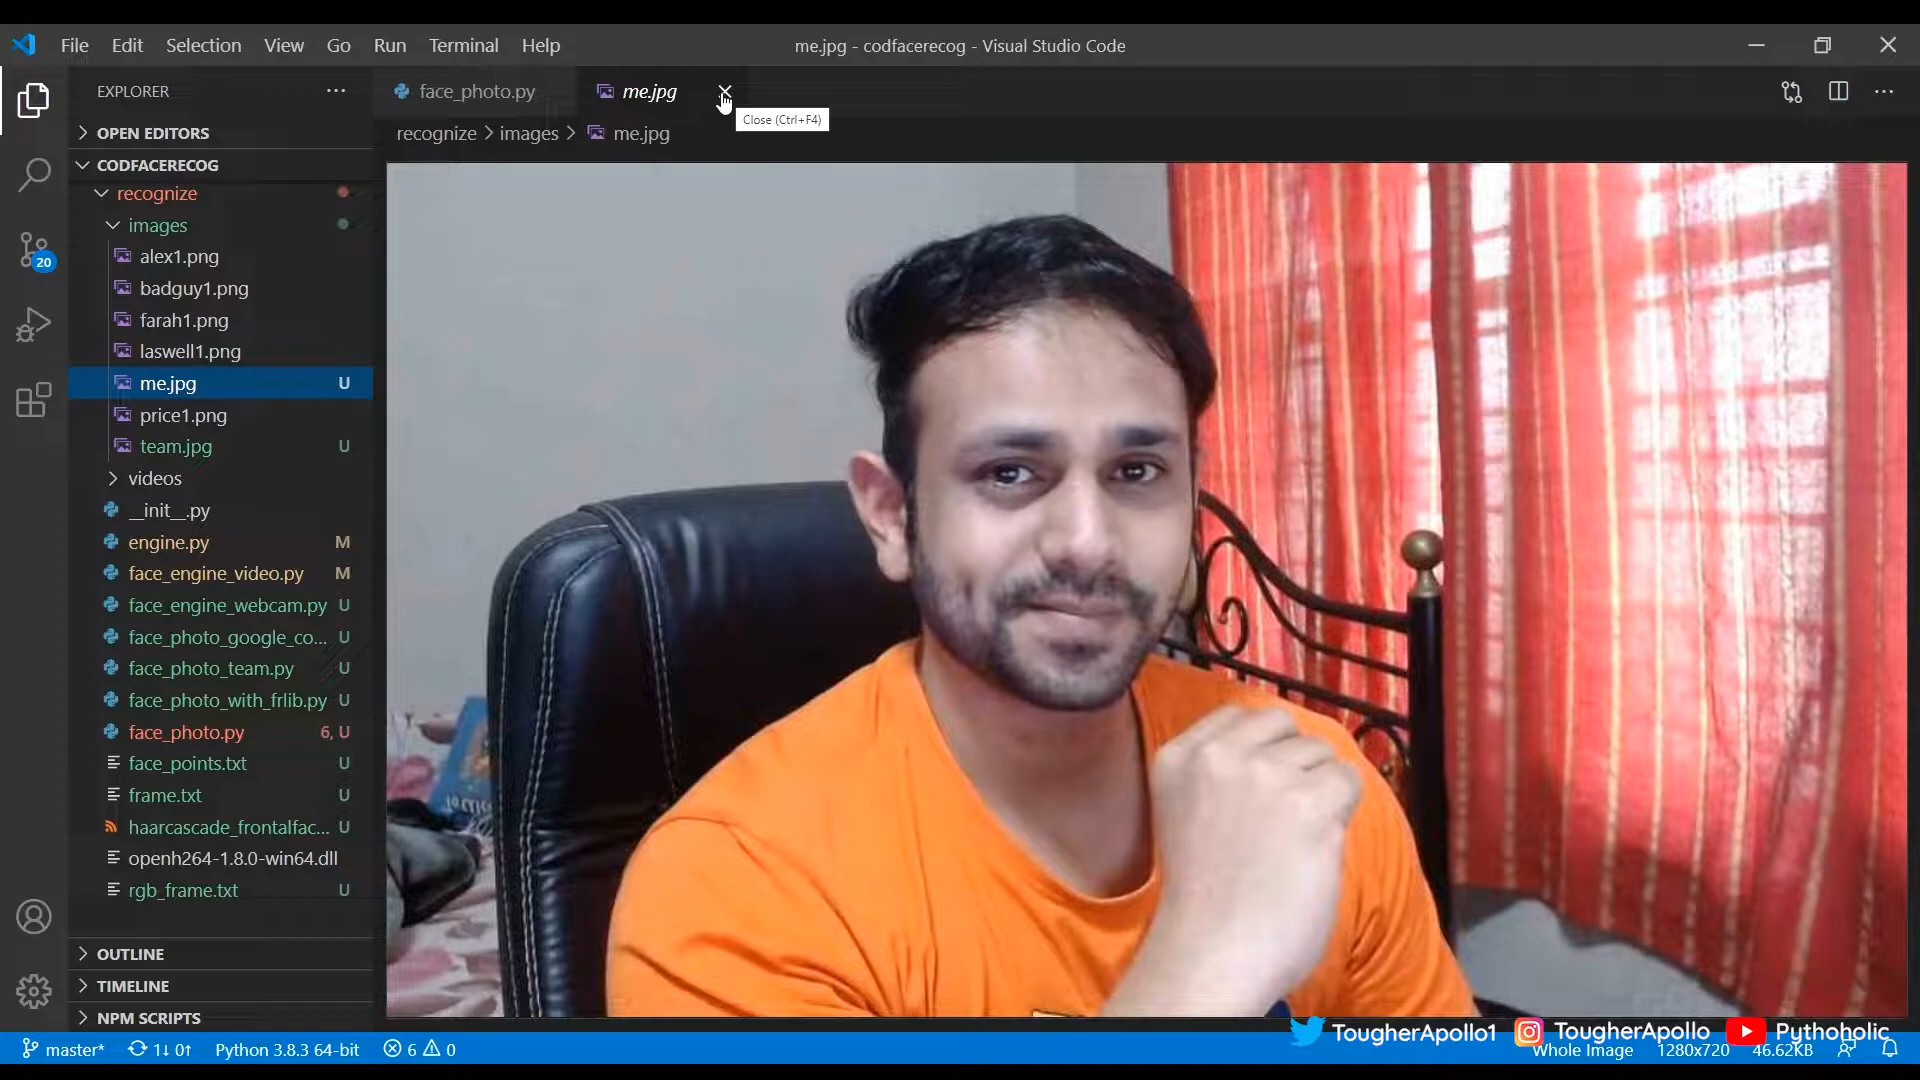 File Edit Selection View Go Run Terminal Help
me.jpg - codfacerecog - Visual Studio Code
EXPLORER
face_photo.py
me.jpg
Close (Ctrl+F4)
OPEN EDITORS
recognize > images > me.jpg
CODFACERECOG
recognize
images
alex1.png
badguy1.png
farah1.png
laswell1.png
me.jpg U
price1.png
team.jpg U
videos
__init__.py
engine.py M
face_engine_video.py M
face_engine_webcam.py U
face_photo_google_co... U
face_photo_team.py U
face_photo_with_frlib.py U
face_photo.py 6, U
face_points.txt U
frame.txt U
haarcascade_frontalfac... U
openh264-1.8.0-win64.dll
rgb_frame.txt U
20
OUTLINE
TIMELINE
NPM SCRIPTS
TougherApollo1 TougherApollo Pythoholic
master* 1↓ 0↑ Python 3.8.3 64-bit 6 0 Whole Image 1280x720 46.62KB